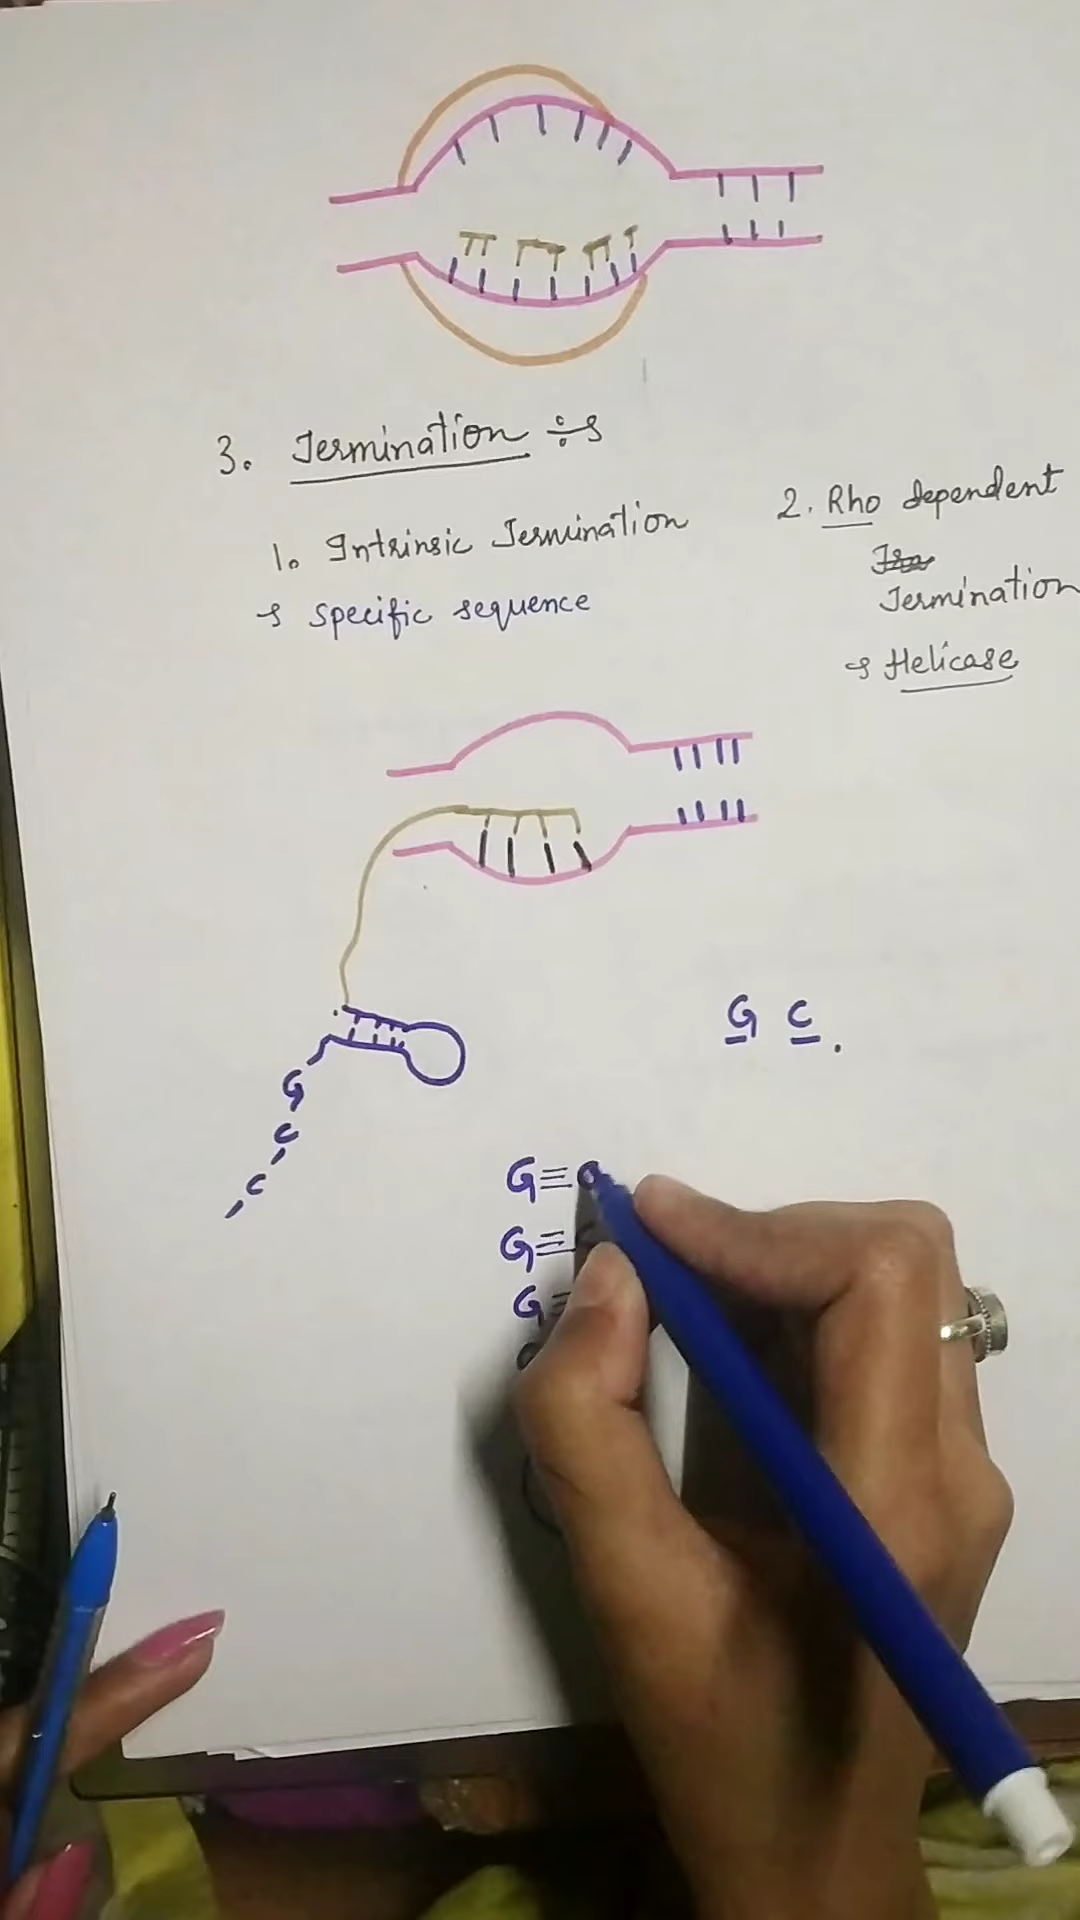 3. Termination
1. Intrinsic Termination
→ Specific sequence
2. Rho dependent
Termination
→ Helicase
G C .
G
C
C
G≡C
G≡
G≡